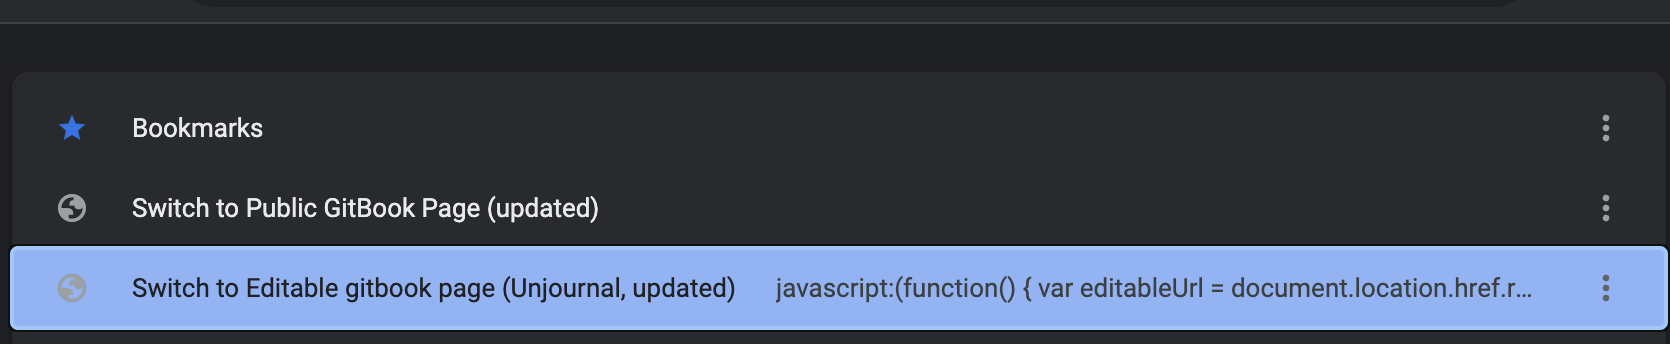 Bookmarks
Switch to Public GitBook Page (updated)
Switch to Editable gitbook page (Unjournal, updated) javascript:(function() { var editableUrl = document.location.href.r...